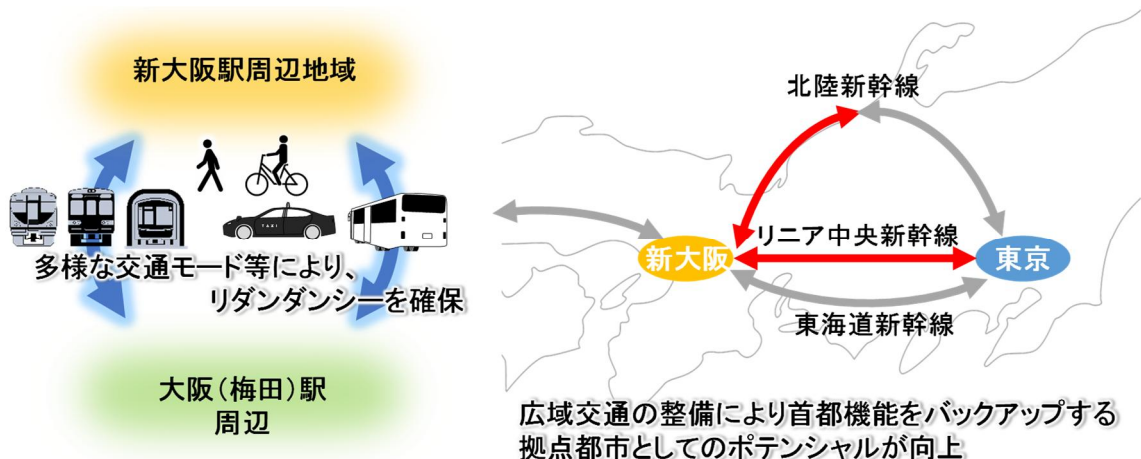 新大阪駅周辺地域
TAXI
多様な交通モード等により、
リダンダンシーを確保
大阪(梅田)駅
周辺
北陸新幹線
リニア中央新幹線
新大阪
東京
東海道新幹線
広域交通の整備により首都機能をバックアップする
拠点都市としてのポテンシャルが向上